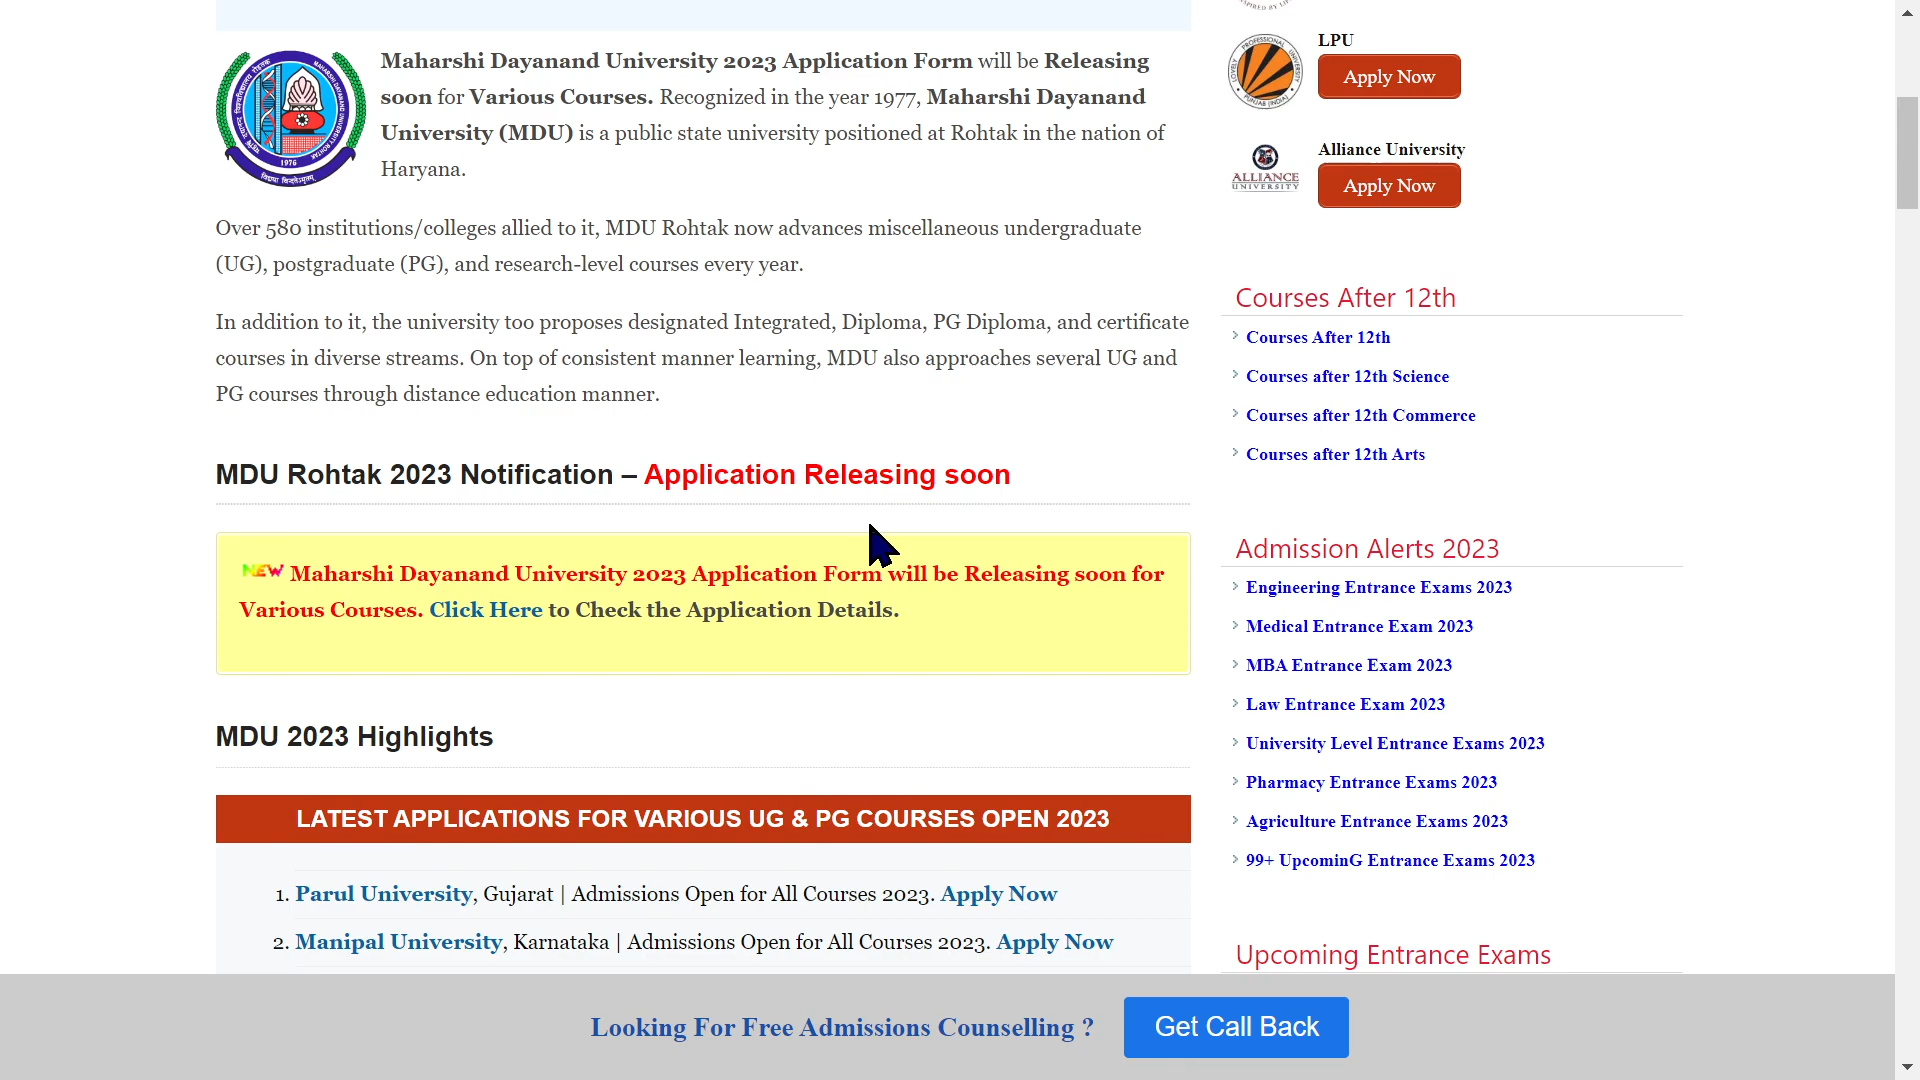 Maharshi Dayanand University 2023 Application Form will be Releasing
soon for Various Courses. Recognized in the year 1977, Maharshi Dayanand
University (MDU) is a public state university positioned at Rohtak in the nation of
Haryana.
Over 580 institutions/colleges allied to it, MDU Rohtak now advances miscellaneous undergraduate
(UG), postgraduate (PG), and research-level courses every year.
In addition to it, the university too proposes designated Integrated, Diploma, PG Diploma, and certificate
courses in diverse streams. On top of consistent manner learning, MDU also approaches several UG and
PG courses through distance education manner.
MDU Rohtak 2023 Notification – Application Releasing soon
NEW Maharshi Dayanand University 2023 Application Form will be Releasing soon for
Various Courses. Click Here to Check the Application Details.
MDU 2023 Highlights
LATEST APPLICATIONS FOR VARIOUS UG & PG COURSES OPEN 2023
1. Parul University, Gujarat | Admissions Open for All Courses 2023. Apply Now
2. Manipal University, Karnataka | Admissions Open for All Courses 2023. Apply Now
LPU
Apply Now
Alliance University
ALLIANCE
UNIVERSITY
Apply Now
Courses After 12th
Courses After 12th
Courses after 12th Science
Courses after 12th Commerce
Courses after 12th Arts
Admission Alerts 2023
Engineering Entrance Exams 2023
Medical Entrance Exam 2023
MBA Entrance Exam 2023
Law Entrance Exam 2023
University Level Entrance Exams 2023
Pharmacy Entrance Exams 2023
Agriculture Entrance Exams 2023
99+ UpcominG Entrance Exams 2023
Upcoming Entrance Exams
Looking For Free Admissions Counselling ?
Get Call Back